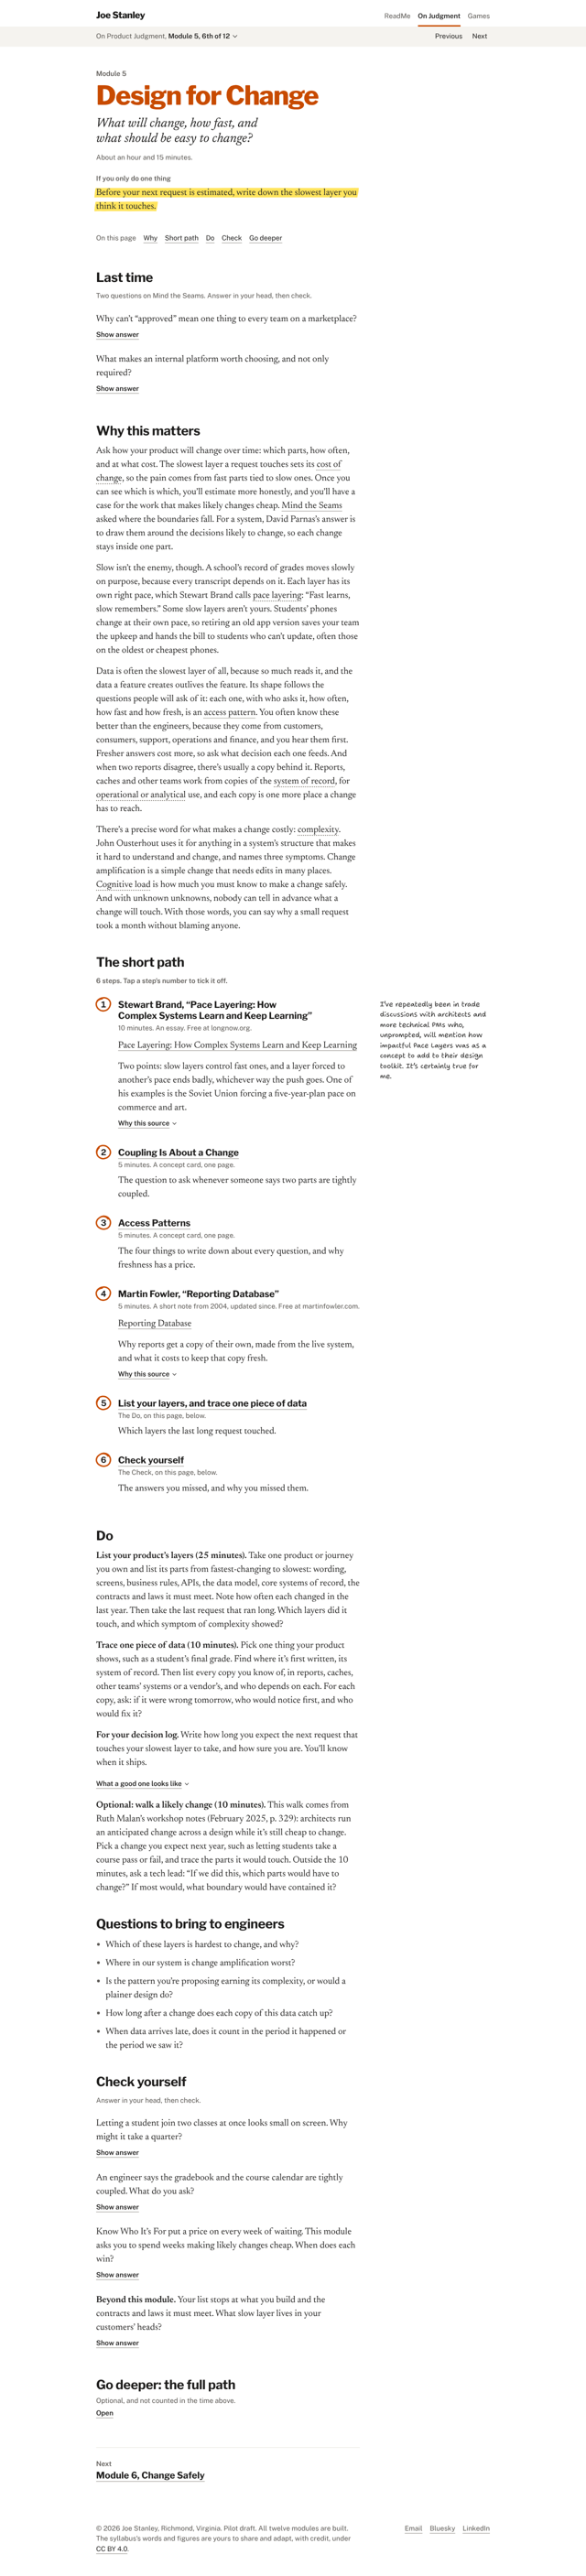 Joe Stanley
ReadMe On Judgment Games
On Product Judgment, Module 5, 6th of 12
Previous Next
Module 5
Design for Change
What will change, how fast, and
what should be easy to change?
About an hour and 15 minutes.
If you only do one thing
Before your next request is estimated, write down the slowest layer you
think it touches.
On this page Why Short path Do Check Go deeper
Last time
Two questions on Mind the Seams. Answer in your head, then check.
Why can't “approved” mean one thing to every team on a marketplace?
Show answer
What makes an internal platform worth choosing, and not only
required?
Show answer
Why this matters
Ask how your product will change over time: which parts, how often,
and at what cost. The slowest layer a request touches sets its cost of
change, so the pain comes from fast parts tied to slow ones. Once you
can see which is which, you'll estimate more honestly, and you'll have a
case for the work that makes likely changes cheap. Mind the Seams
asked where the boundaries fall. For a system, David Parnas's answer is
to draw them around the decisions likely to change, so each change
stays inside one part.
Slow isn't the enemy, though. A school's record of grades moves slowly
on purpose, because every transcript depends on it. Each layer has its
own right pace, which Stewart Brand calls pace layering: “Fast learns,
slow remembers.” Some slow layers aren't yours. Students' phones
change at their own pace, so retiring an old app version saves your team
the upkeep and hands the bill to students who can't update, often those
on the oldest or cheapest phones.
Data is often the slowest layer of all, because so much reads it, and the
data a feature creates outlives the feature. Its shape follows the
questions people will ask of it: each one, with who asks it, how often,
how fast and how fresh, is an access pattern. You often know these
better than the engineers, because they come from customers,
consumers, support, operations and finance, and you hear them first.
Fresher answers cost more, so ask what decision each one feeds. And
when two reports disagree, there's usually a copy behind it. Reports,
caches and other teams work from copies of the system of record, for
operational or analytical use, and each copy is one more place a change
has to reach.
There's a precise word for what makes a change costly: complexity.
John Ousterhout uses it for anything in a system's structure that makes
it hard to understand and change, and names three symptoms. Change
amplification is a simple change that needs edits in many places.
Cognitive load is how much you must know to make a change safely.
And with unknown unknowns, nobody can tell in advance what a
change will touch. With those words, you can say why a small request
took a month without blaming anyone.
The short path
6 steps. Tap a step's number to tick it off.
1
Stewart Brand, “Pace Layering: How
Complex Systems Learn and Keep Learning”
10 minutes. An essay. Free at longnow.org.
Pace Layering: How Complex Systems Learn and Keep Learning
Two points: slow layers control fast ones, and a layer forced to
another's pace ends badly, whichever way the push goes. One of
his examples is the Soviet Union forcing a five-year-plan pace on
commerce and art.
Why this source
I've repeatedly been in trade
discussions with architects and
more technical PMs who,
unprompted, will mention how
impactful Pace Layers was as a
concept to add to their design
toolkit. It's certainly true for
me.
2
Coupling Is About a Change
5 minutes. A concept card, one page.
The question to ask whenever someone says two parts are tightly
coupled.
3
Access Patterns
5 minutes. A concept card, one page.
The four things to write down about every question, and why
freshness has a price.
4
Martin Fowler, “Reporting Database”
5 minutes. A short note from 2004, updated since. Free at martinfowler.com.
Reporting Database
Why reports get a copy of their own, made from the live system,
and what it costs to keep that copy fresh.
Why this source
5
List your layers, and trace one piece of data
The Do, on this page, below.
Which layers the last long request touched.
6
Check yourself
The Check, on this page, below.
The answers you missed, and why you missed them.
Do
List your product's layers (25 minutes). Take one product or journey
you own and list its parts from fastest-changing to slowest: wording,
screens, business rules, APIs, the data model, core systems of record, the
contracts and laws it must meet. Note how often each changed in the
last year. Then take the last request that ran long. Which layers did it
touch, and which symptom of complexity showed?
Trace one piece of data (10 minutes). Pick one thing your product
shows, such as a student's final grade. Find where it's first written, its
system of record. Then list every copy you know of, in reports, caches,
other teams' systems or a vendor's, and who depends on each. For each
copy, ask: if it were wrong tomorrow, who would notice first, and who
would fix it?
For your decision log. Write how long you expect the next request that
touches your slowest layer to take, and how sure you are. You'll know
when it ships.
What a good one looks like
Optional: walk a likely change (10 minutes). This walk comes from
Ruth Malan's workshop notes (February 2025, p. 329): architects run
an anticipated change across a design while it's still cheap to change.
Pick a change you expect next year, such as letting students take a
course pass or fail, and trace the parts it would touch. Outside the 10
minutes, ask a tech lead: “If we did this, which parts would have to
change?” If most would, what boundary would have contained it?
Questions to bring to engineers
• Which of these layers is hardest to change, and why?
• Where in our system is change amplification worst?
• Is the pattern you're proposing earning its complexity, or would a
plainer design do?
• How long after a change does each copy of this data catch up?
• When data arrives late, does it count in the period it happened or
the period we saw it?
Check yourself
Answer in your head, then check.
Letting a student join two classes at once looks small on screen. Why
might it take a quarter?
Show answer
An engineer says the gradebook and the course calendar are tightly
coupled. What do you ask?
Show answer
Know Who It's For put a price on every week of waiting. This module
asks you to spend weeks making likely changes cheap. When does each
win?
Show answer
Beyond this module. Your list stops at what you build and the
contracts and laws it must meet. What slow layer lives in your
customers' heads?
Show answer
Go deeper: the full path
Optional, and not counted in the time above.
Open
Next
Module 6, Change Safely
© 2026 Joe Stanley, Richmond, Virginia. Pilot draft. All twelve modules are built.
The syllabus's words and figures are yours to share and adapt, with credit, under
CC BY 4.0.
Email Bluesky LinkedIn